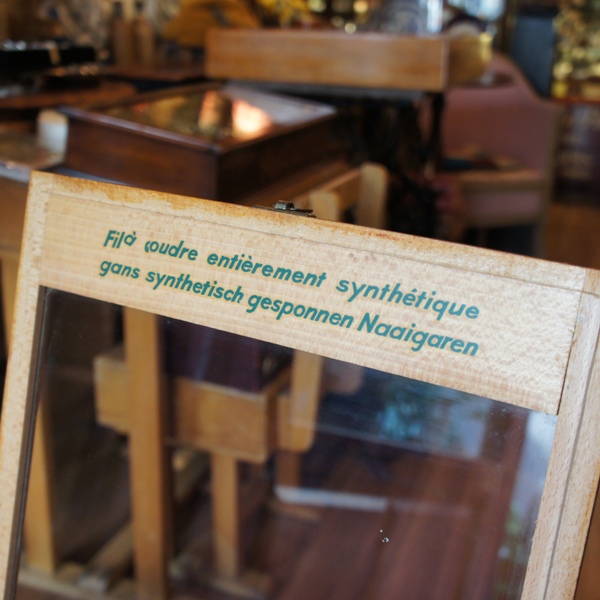 Fil à coudre entièrement synthétique
gans synthetisch gesponnen Naaigaren